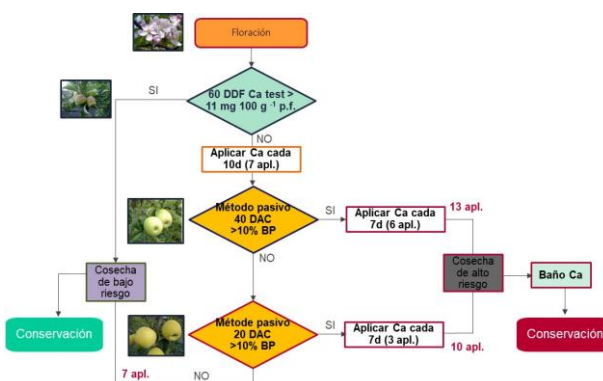 Floración
SI
60 DDF Ca test >
11 mg 100 g ⁻¹ p.f.
NO
Aplicar Ca cada
10d (7 apl.)
Método pasivo
40 DAC
>10% BP
SI
Aplicar Ca cada
7d (6 apl.)
13 apl.
NO
Cosecha
de bajo
riesgo
Cosecha
de alto
riesgo
Baño Ca
Conservación
Métode pasivo
20 DAC
>10% BP
SI
Aplicar Ca cada
7d (3 apl.)
10 apl.
Conservación
7 apl.
NO